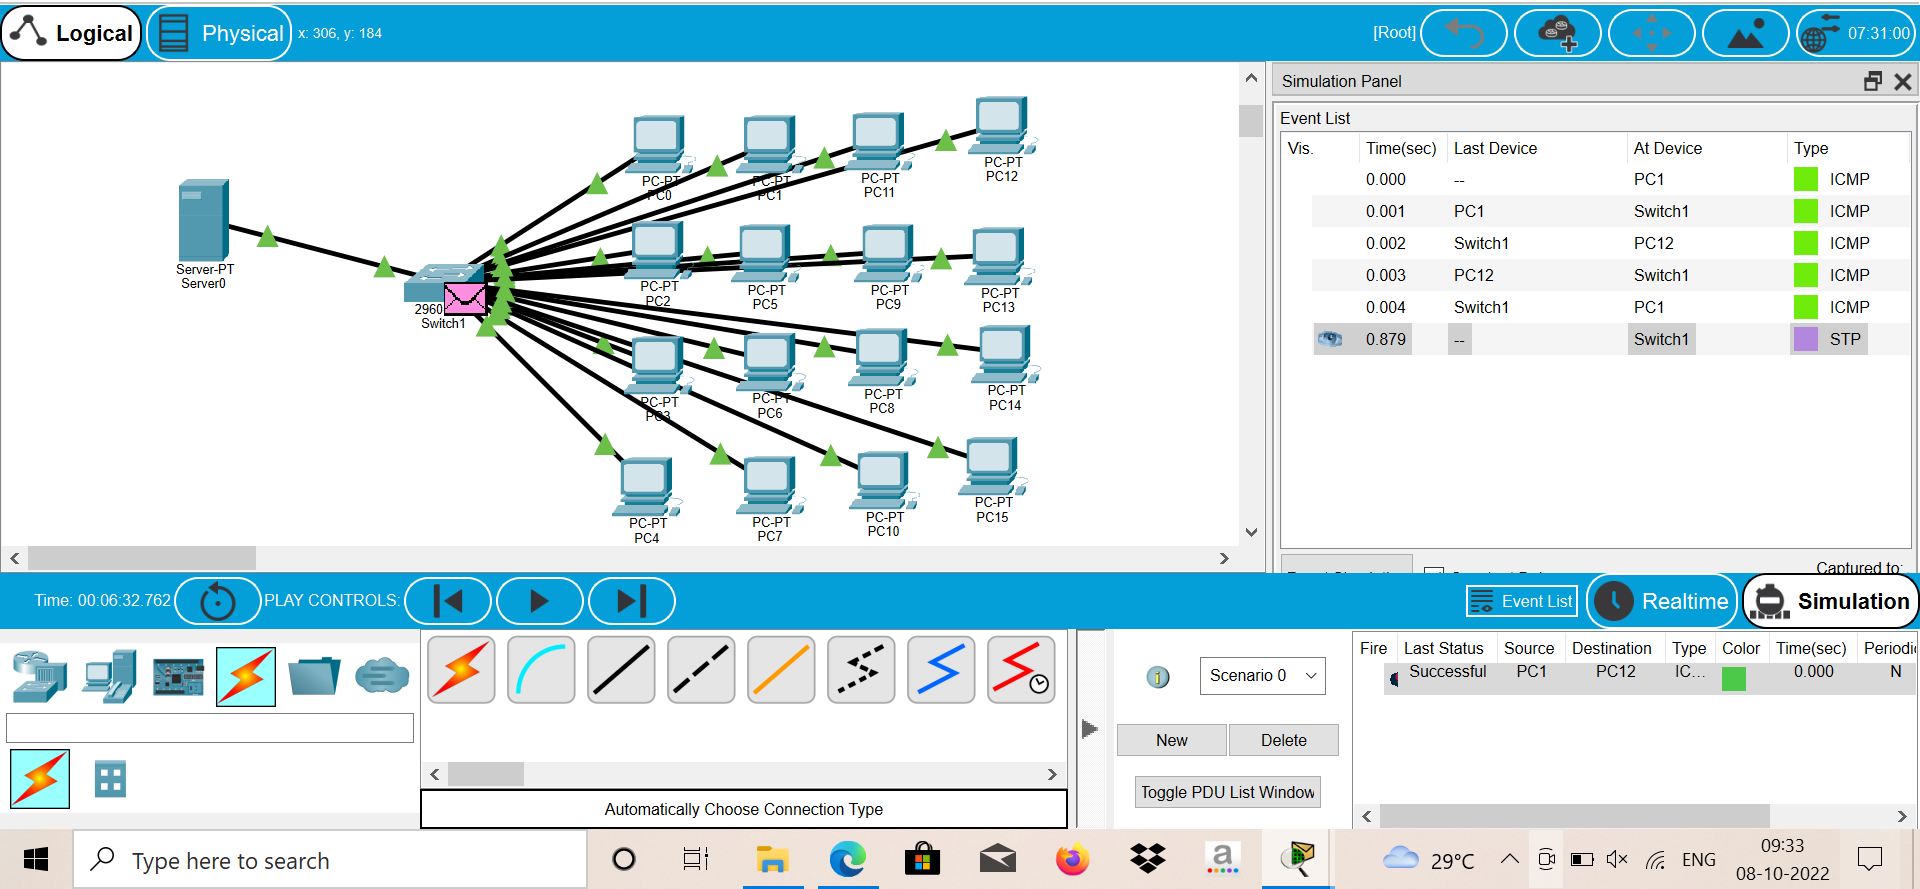 Logical
Physical
x: 306, y: 184
[Root]
07:31:00
Simulation Panel
Event List
Vis. Time(sec) Last Device At Device Type
0.000 -- PC1 ICMP
0.001 PC1 Switch1 ICMP
0.002 Switch1 PC12 ICMP
0.003 PC12 Switch1 ICMP
0.004 Switch1 PC1 ICMP
0.879 -- Switch1 STP
Captured to:
Server-PT
Server0
2960
Switch1
PC-PT
PC0
PC-PT
PC1
PC-PT
PC11
PC-PT
PC12
PC-PT
PC2
PC-PT
PC5
PC-PT
PC9
PC-PT
PC13
PC-PT
PC3
PC-PT
PC6
PC-PT
PC8
PC-PT
PC14
PC-PT
PC4
PC-PT
PC7
PC-PT
PC10
PC-PT
PC15
Time: 00:06:32.762
PLAY CONTROLS:
Event List
Realtime
Simulation
Automatically Choose Connection Type
Scenario 0
New
Delete
Toggle PDU List Window
Fire Last Status Source Destination Type Color Time(sec) Periodic
Successful PC1 PC12 IC... 0.000 N
Type here to search
a
29°C
ENG
09:33
08-10-2022